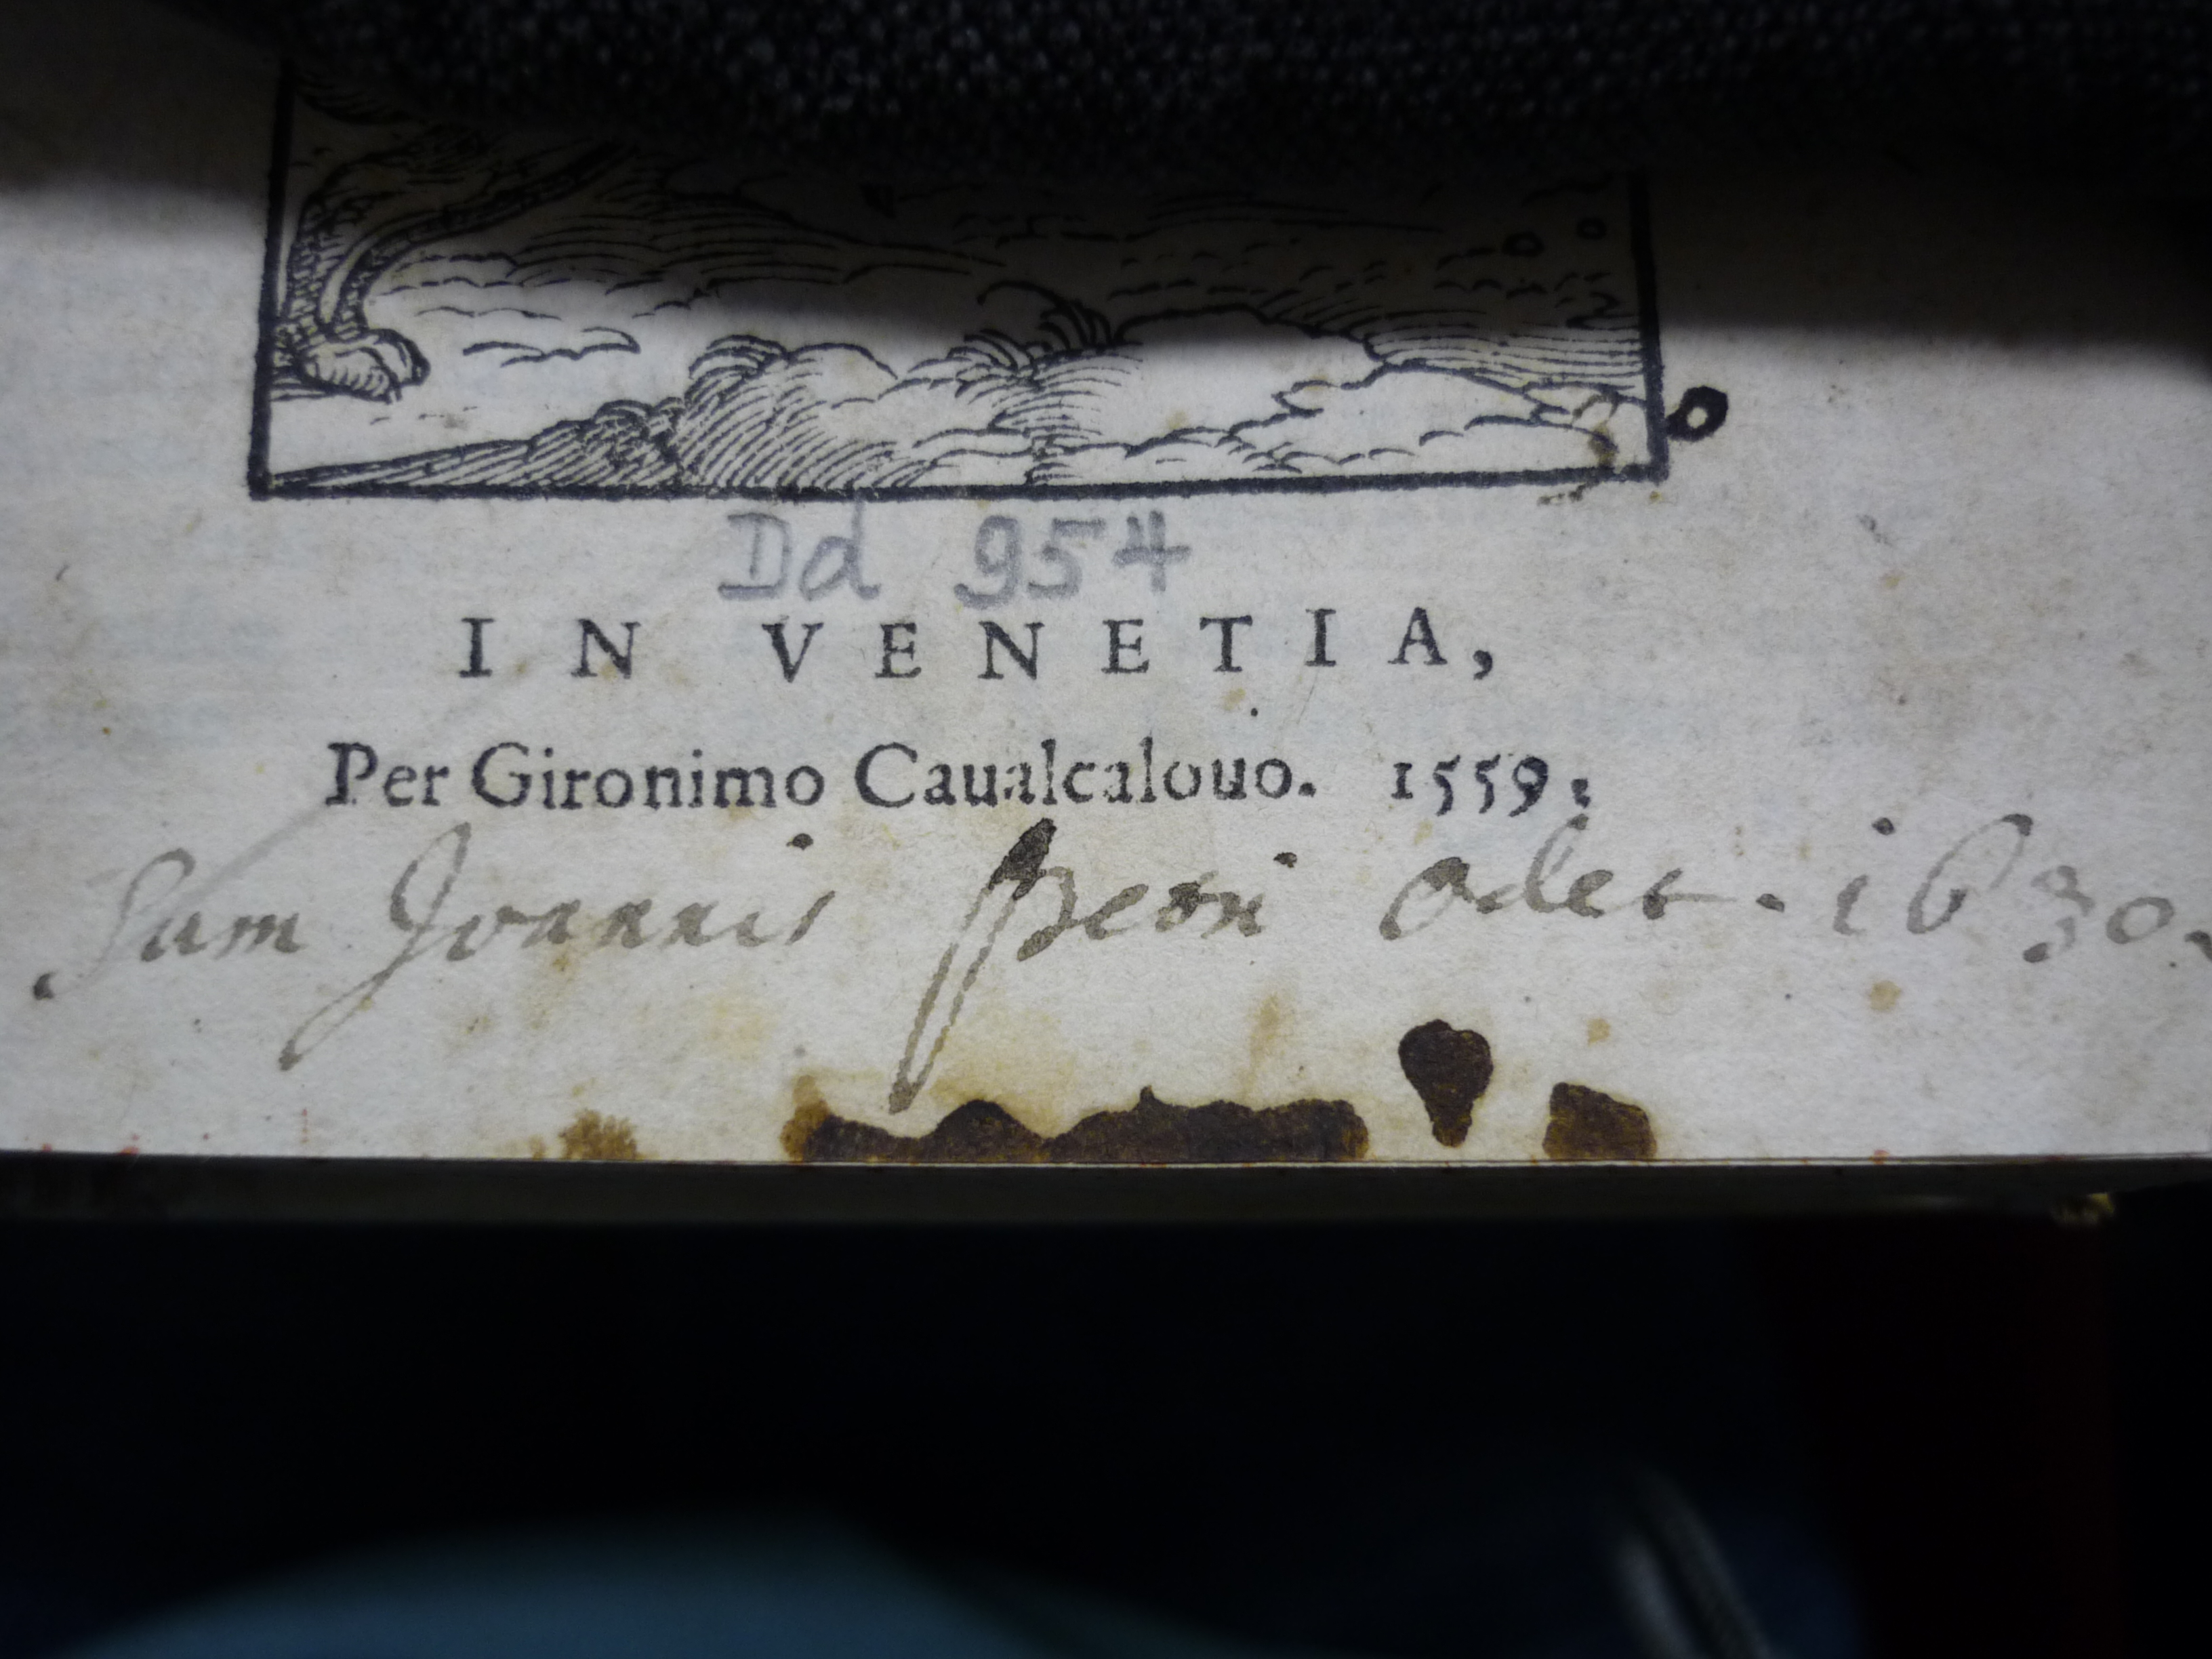 Dd 954
IN VENETIA,
Per Gironimo Caualcalouo. 1559.
Sum Joannis 1630.